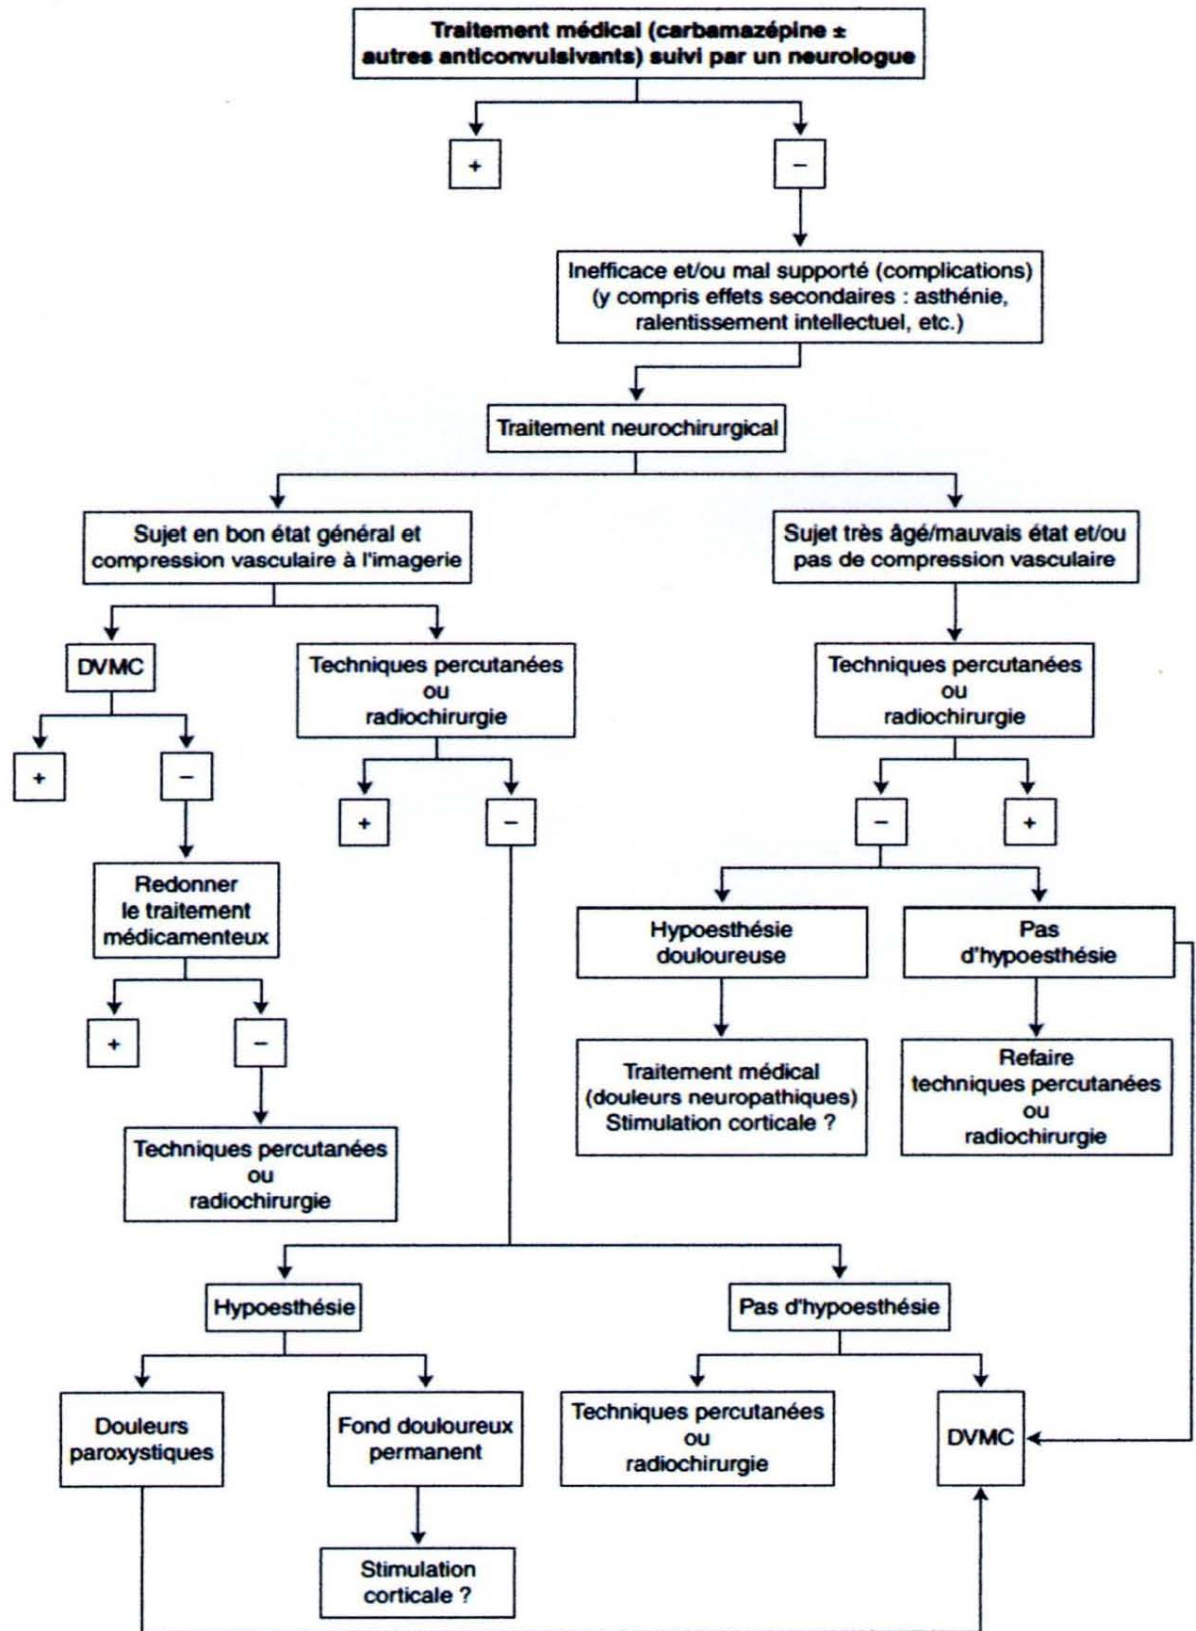 Traitement médical (carbamazépine ±
autres anticonvulsivants) suivi par un neurologue
+
–
Inefficace et/ou mal supporté (complications)
(y compris effets secondaires : asthénie,
ralentissement intellectuel, etc.)
Traitement neurochirurgical
Sujet en bon état général et
compression vasculaire à l'imagerie
Sujet très âgé/mauvais état et/ou
pas de compression vasculaire
DVMC
Techniques percutanées
ou
radiochirurgie
Techniques percutanées
ou
radiochirurgie
+
–
+
–
–
+
Redonner
le traitement
médicamenteux
Hypoesthésie
douloureuse
Pas
d'hypoesthésie
+
–
Traitement médical
(douleurs neuropathiques)
Stimulation corticale ?
Refaire
techniques percutanées
ou
radiochirurgie
Techniques percutanées
ou
radiochirurgie
Hypoesthésie
Pas d'hypoesthésie
Douleurs
paroxystiques
Fond douloureux
permanent
Techniques percutanées
ou
radiochirurgie
DVMC
Stimulation
corticale ?